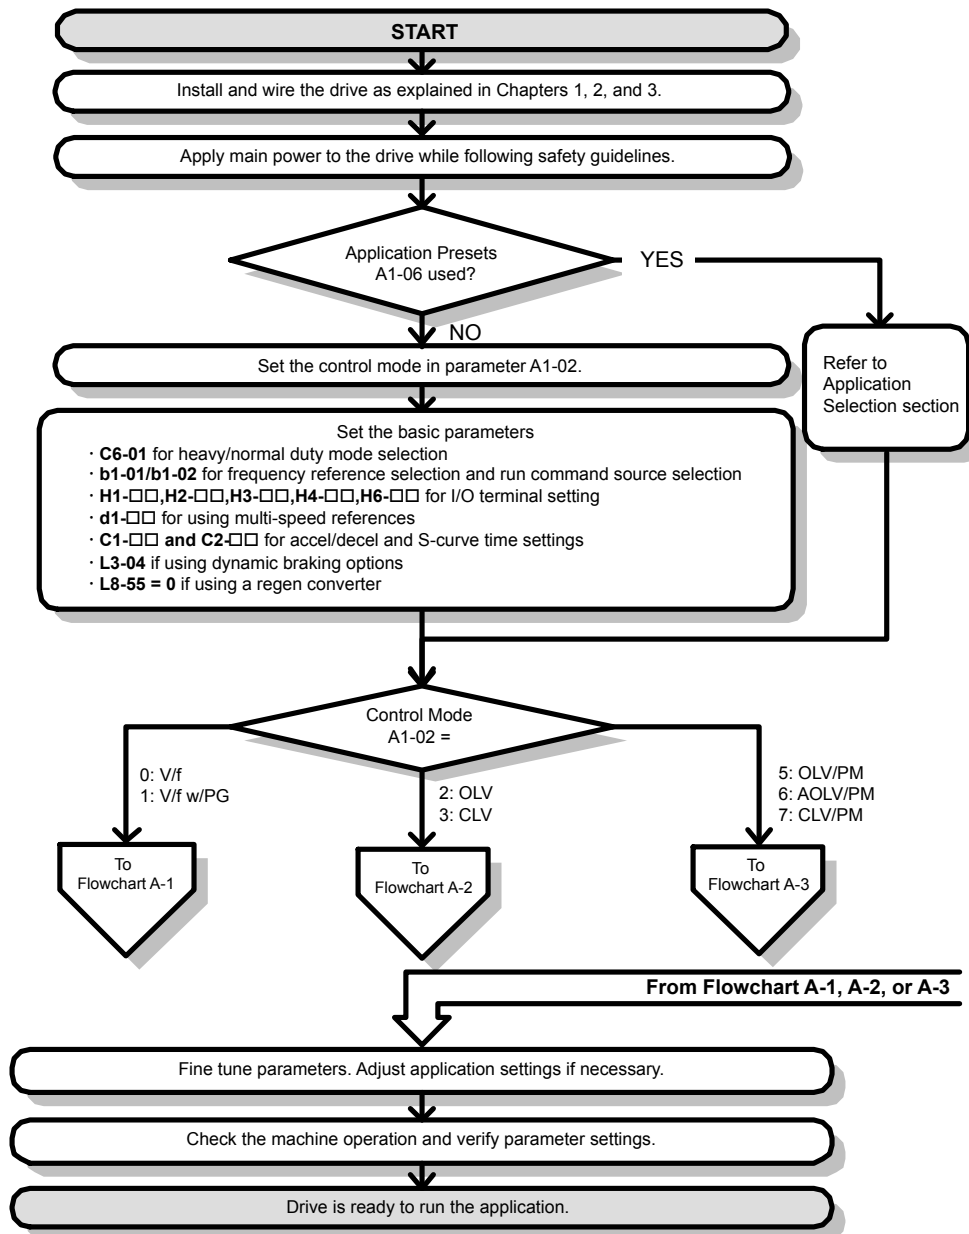 START
Install and wire the drive as explained in Chapters 1, 2, and 3.
Apply main power to the drive while following safety guidelines.
Application Presets
A1-06 used?
YES
NO
Set the control mode in parameter A1-02.
Refer to
Application
Selection section
Set the basic parameters
· C6-01 for heavy/normal duty mode selection
· b1-01/b1-02 for frequency reference selection and run command source selection
· H1-□□,H2-□□,H3-□□,H4-□□,H6-□□ for I/O terminal setting
· d1-□□ for using multi-speed references
· C1-□□ and C2-□□ for accel/decel and S-curve time settings
· L3-04 if using dynamic braking options
· L8-55 = 0 if using a regen converter
Control Mode
A1-02 =
0: V/f
1: V/f w/PG
2: OLV
3: CLV
5: OLV/PM
6: AOLV/PM
7: CLV/PM
To
Flowchart A-1
To
Flowchart A-2
To
Flowchart A-3
From Flowchart A-1, A-2, or A-3
Fine tune parameters. Adjust application settings if necessary.
Check the machine operation and verify parameter settings.
Drive is ready to run the application.